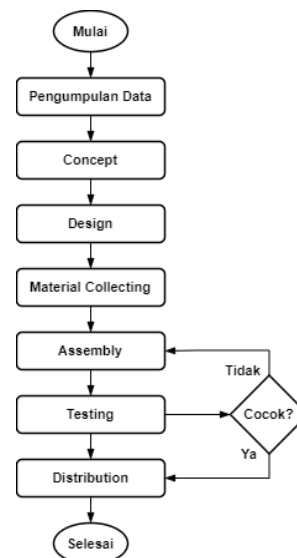 Mulai
Pengumpulan Data
Concept
Design
Material Collecting
Assembly
Tidak
Testing
Cocok?
Ya
Distribution
Selesai